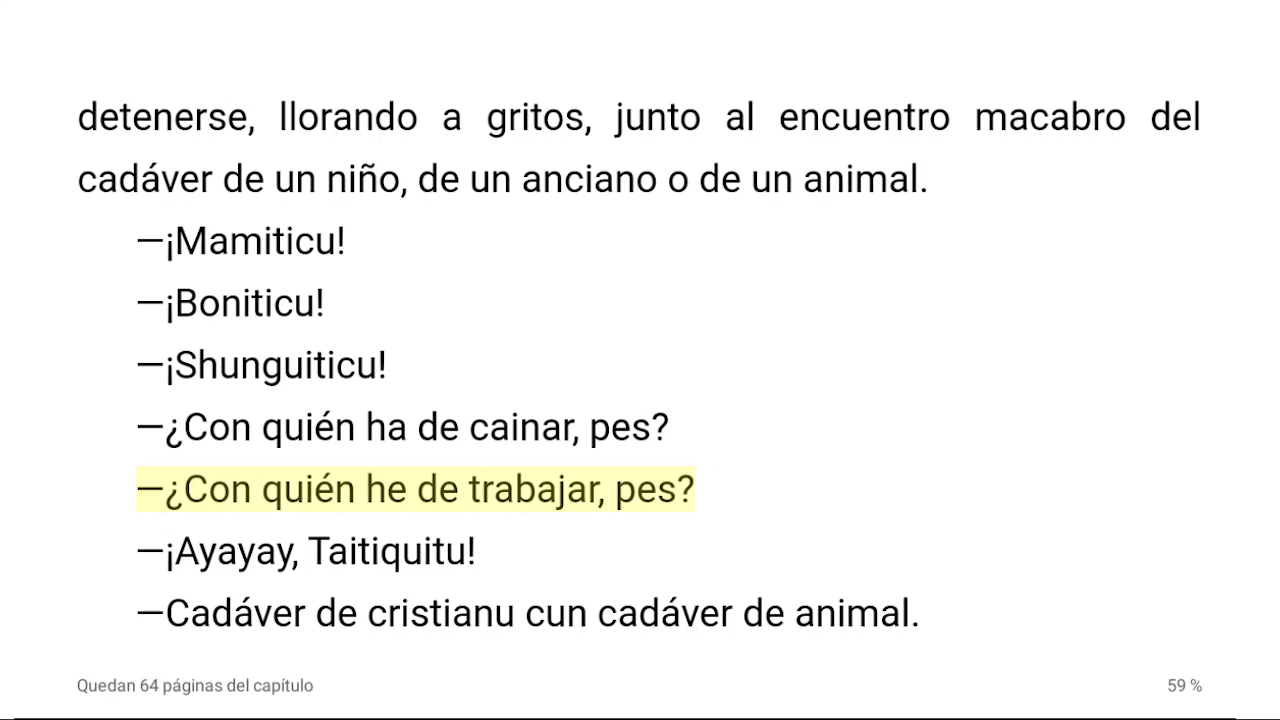 detenerse, llorando a gritos, junto al encuentro macabro del
cadáver de un niño, de un anciano o de un animal.
—¡Mamiticu!
—¡Boniticu!
—¡Shunguiticu!
—¿Con quién ha de cainar, pes?
—¿Con quién he de trabajar, pes?
—¡Ayayay, Taitiquitu!
—Cadáver de cristianu cun cadáver de animal.
Quedan 64 páginas del capítulo
59 %